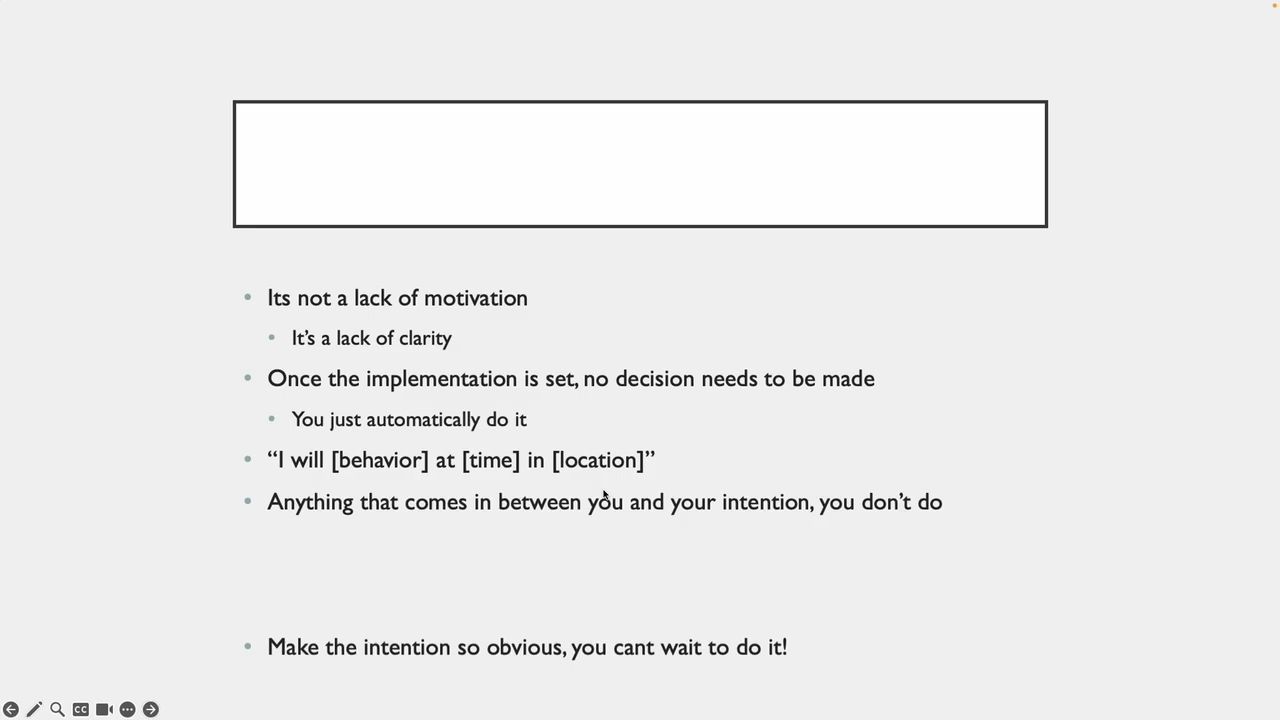 • Its not a lack of motivation
• It’s a lack of clarity
• Once the implementation is set, no decision needs to be made
• You just automatically do it
• “I will [behavior] at [time] in [location]”
• Anything that comes in between you and your intention, you don’t do
• Make the intention so obvious, you cant wait to do it!
CC